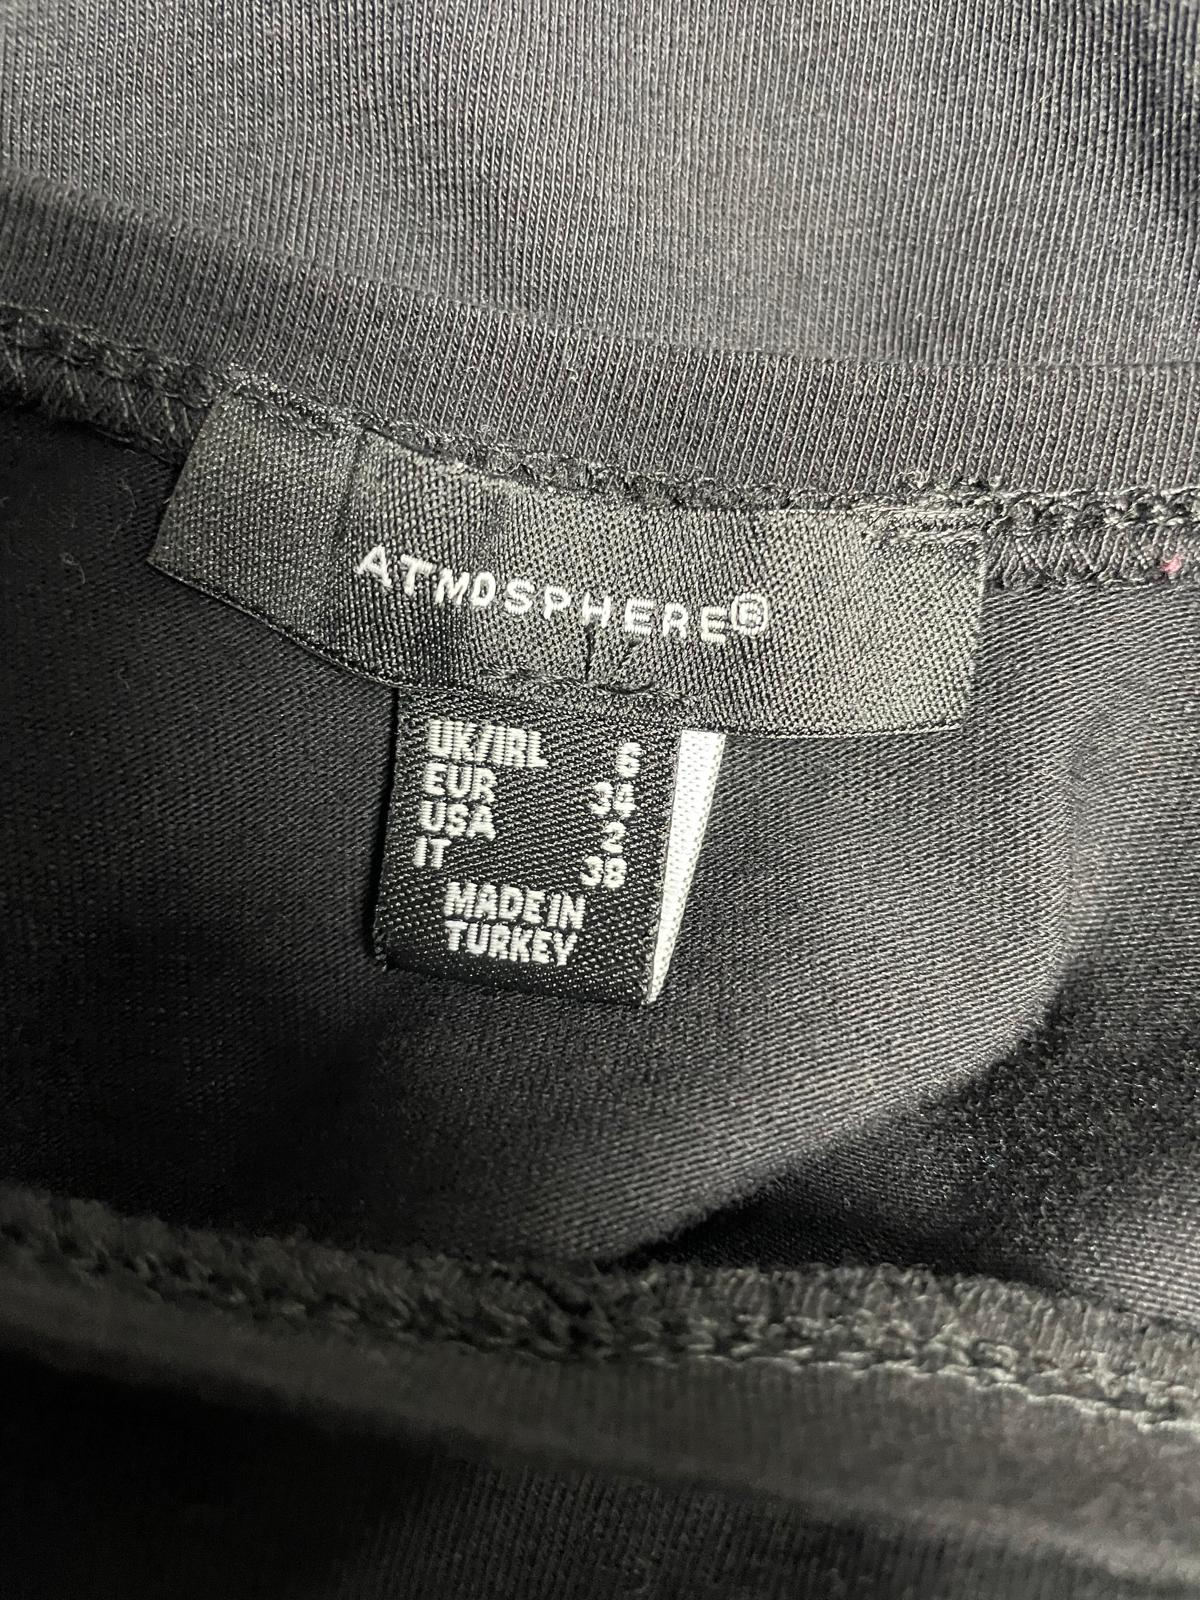 ATMOSPHERE®
UK/IRL 6
EUR 34
USA 2
IT 38
MADE IN
TURKEY